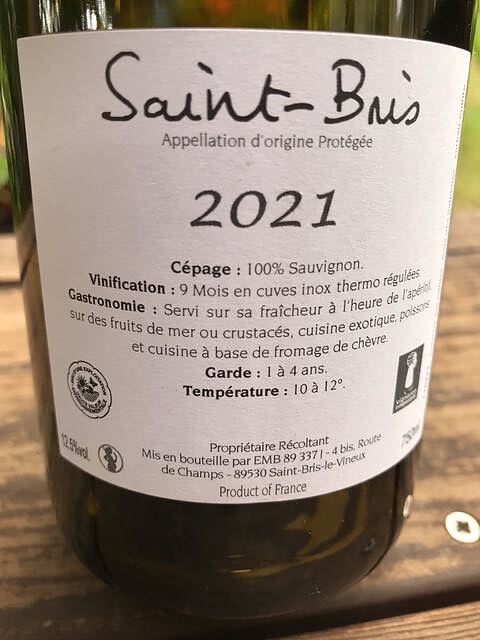 Saint-Bris
Appellation d'origine Protégée
2021
Cépage : 100% Sauvignon.
Vinification : 9 Mois en cuves inox thermo régulées.
Gastronomie : Servi sur sa fraîcheur à l'heure de l'apéritif,
sur des fruits de mer ou crustacés, cuisine exotique, poissons
et cuisine à base de fromage de chèvre.
Garde : 1 à 4 ans.
Température : 10 à 12°.
12.5%vol.
Propriétaire Récoltant
Mis en bouteille par EMB 89 337 J - 4 bis, Route
de Champs - 89530 Saint-Bris-le-Vineux
Product of France